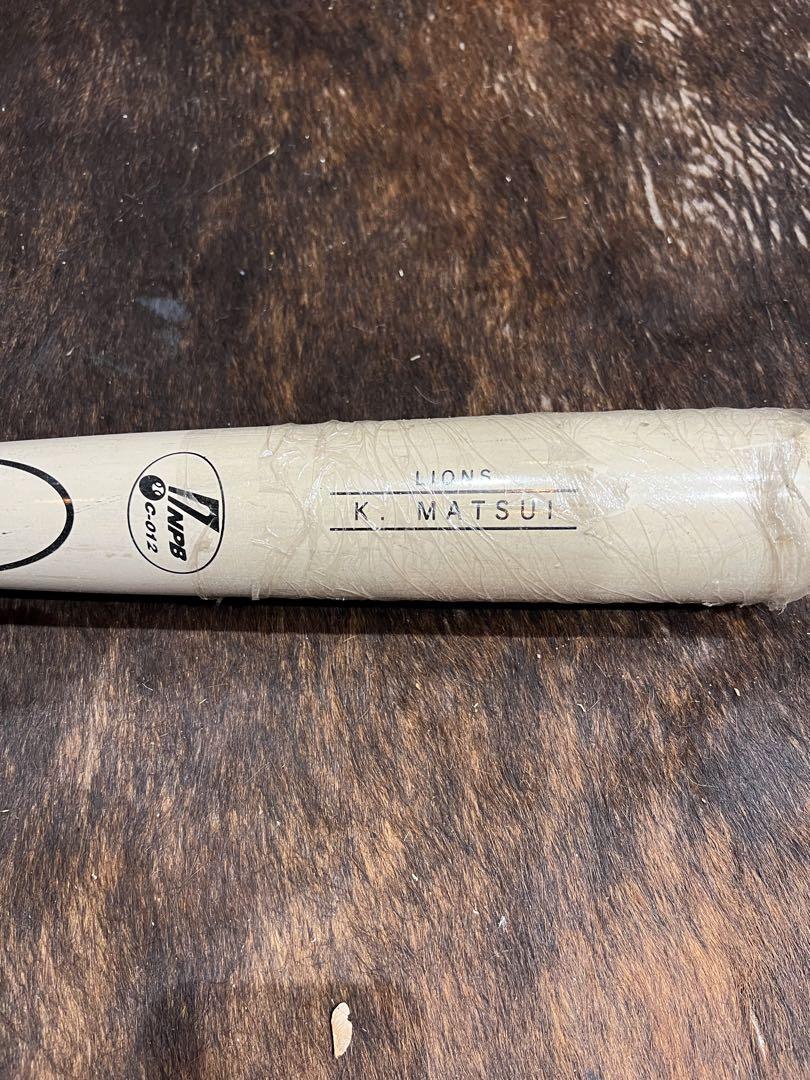 NPB
C-012
LIONS
K. MATSUI